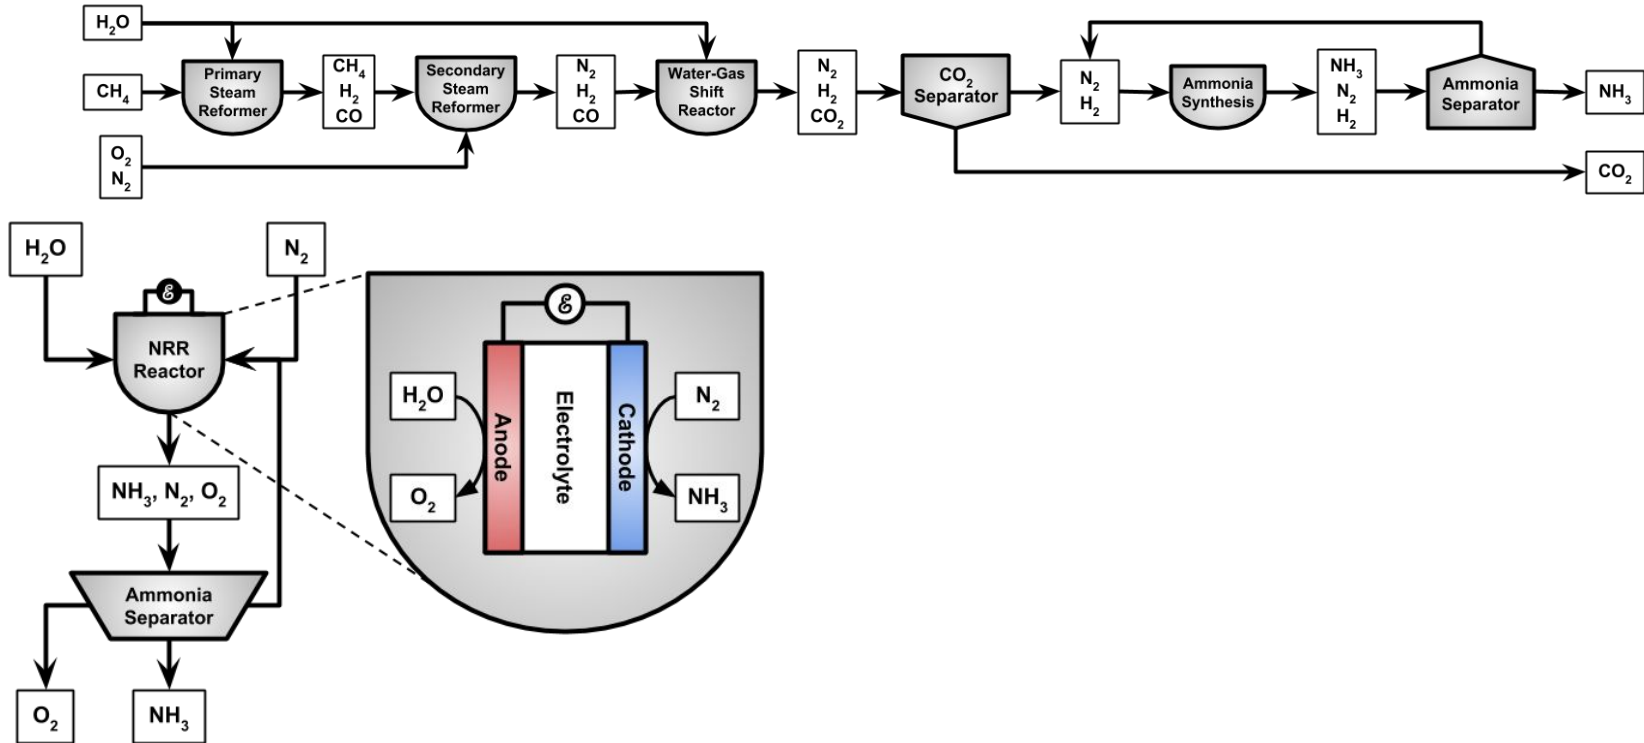 H₂O
CH₄
O₂
N₂
Primary
Steam
Reformer
CH₄
H₂
CO
Secondary
Steam
Reformer
N₂
H₂
CO
Water-Gas
Shift
Reactor
N₂
H₂
CO₂
CO₂
Separator
N₂
H₂
Ammonia
Synthesis
NH₃
N₂
H₂
Ammonia
Separator
NH₃
CO₂
H₂O
N₂
ℰ
NRR
Reactor
NH₃, N₂, O₂
Ammonia
Separator
O₂
NH₃
ℰ
H₂O
O₂
Anode
Electrolyte
Cathode
N₂
NH₃